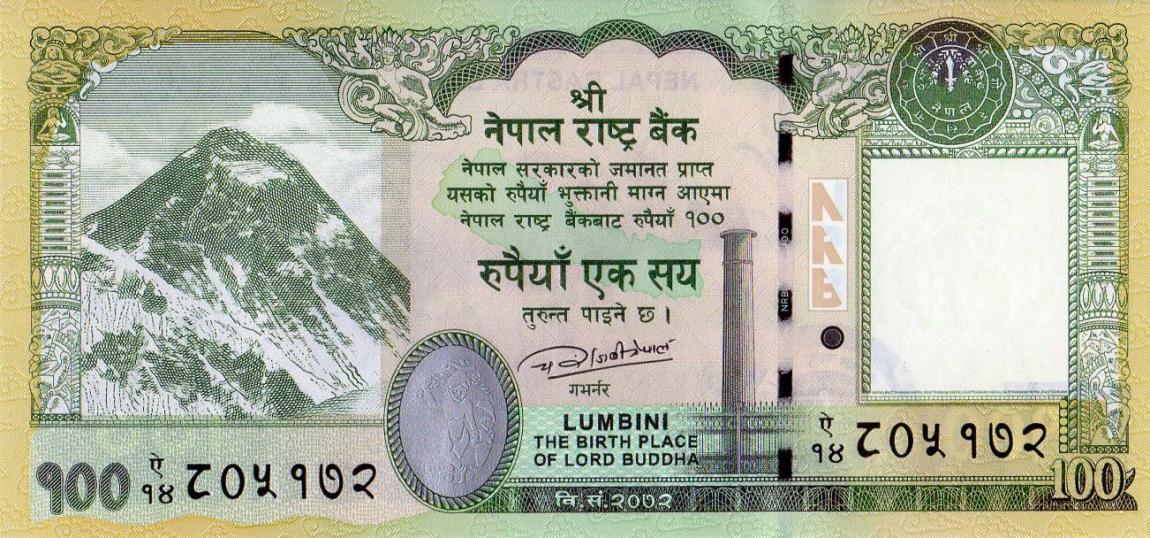 श्री
नेपाल राष्ट्र बैंक
नेपाल सरकारको जमानत प्राप्त
यसको रुपैयाँ भुक्तानी माग्न आएमा
नेपाल राष्ट्र बैंकबाट रुपैयाँ १००
रुपैयाँ एक सय
तुरुन्त पाइने छ।
गभर्नर
LUMBINI
THE BIRTH PLACE
OF LORD BUDDHA
वि.सं.२०७२
१००
ऐ
१४ ८०५१७२
NRB
नेपाल
ऐ
१४ ८०५१७२
100